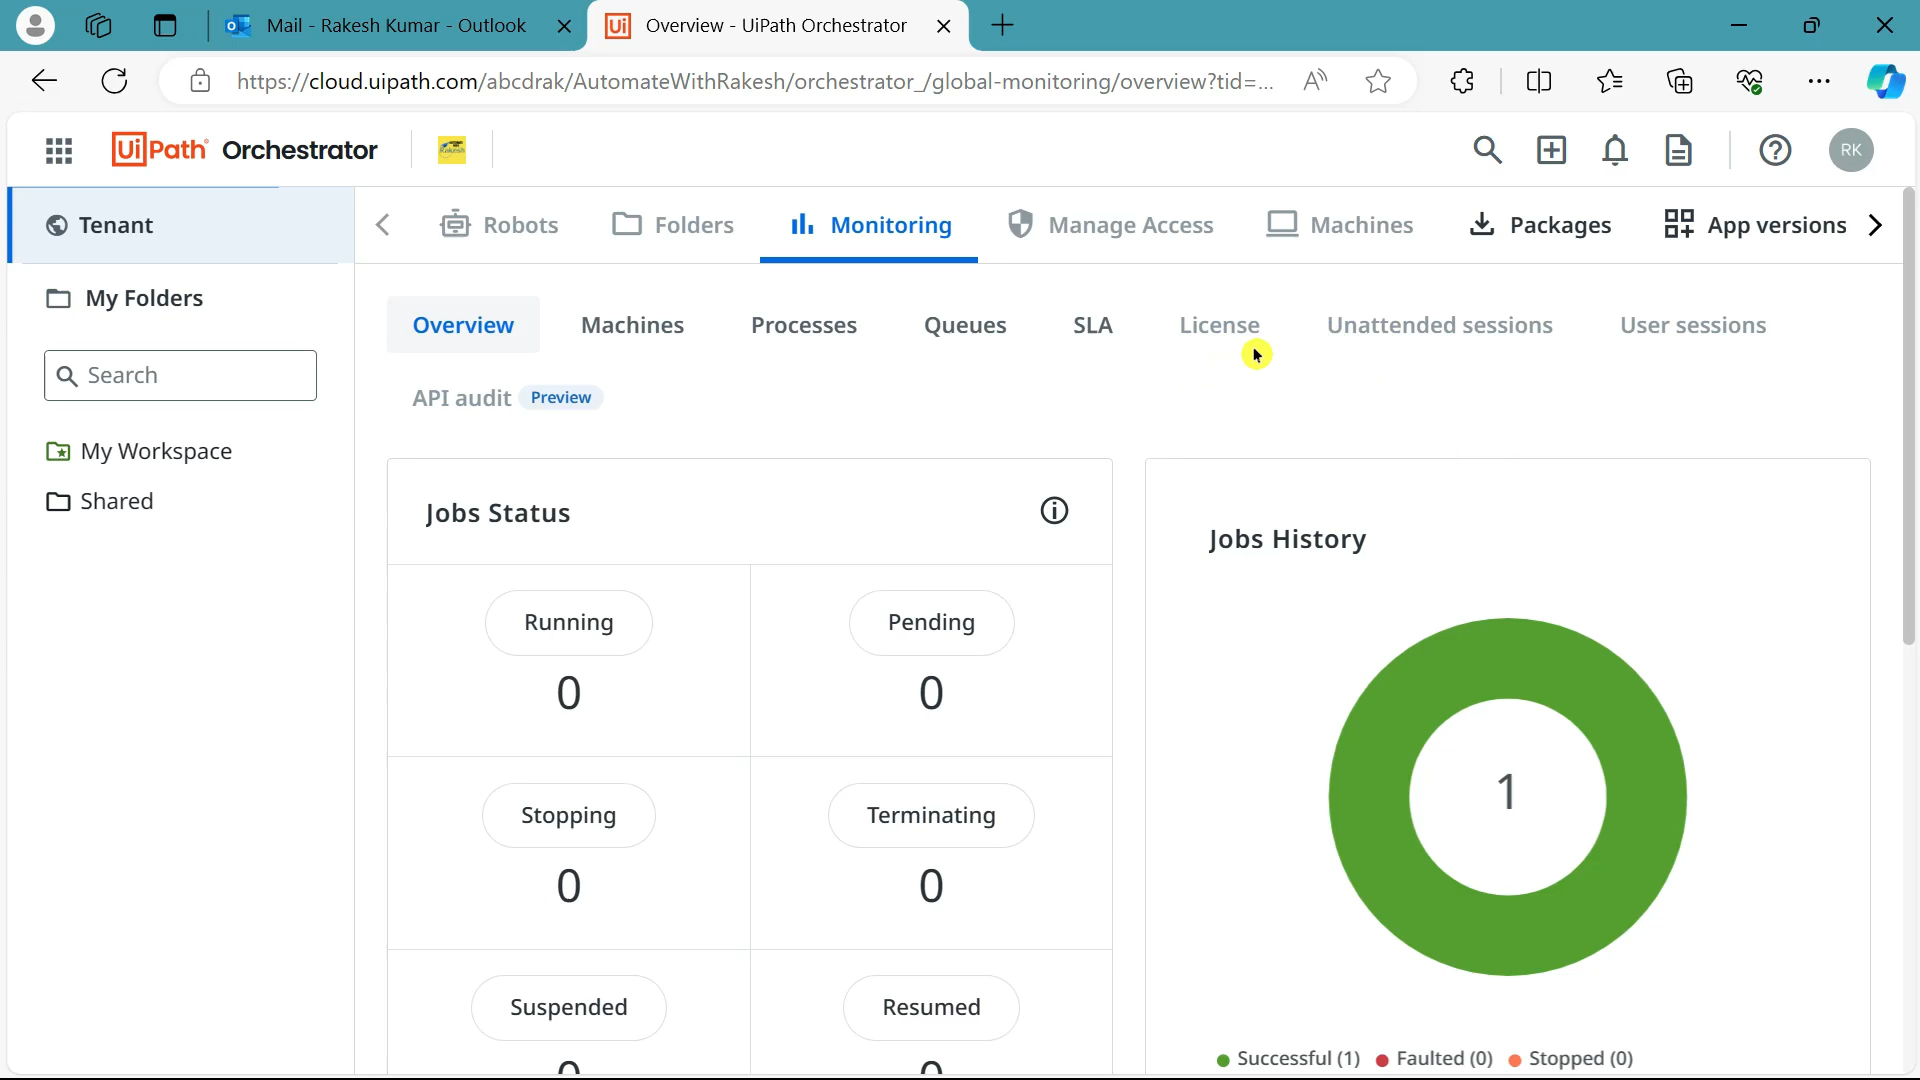 Mail - Rakesh Kumar - Outlook
Overview - UiPath Orchestrator
https://cloud.uipath.com/abcdrak/AutomateWithRakesh/orchestrator_/global-monitoring/overview?tid=...
UiPath Orchestrator
RK
Tenant
Robots
Folders
Monitoring
Manage Access
Machines
Packages
App versions
My Folders
Search
My Workspace
Shared
Overview
Machines
Processes
Queues
SLA
License
Unattended sessions
User sessions
API audit Preview
Jobs Status
Running
0
Pending
0
Stopping
0
Terminating
0
Suspended
0
Resumed
0
Jobs History
1
Successful (1) Faulted (0) Stopped (0)